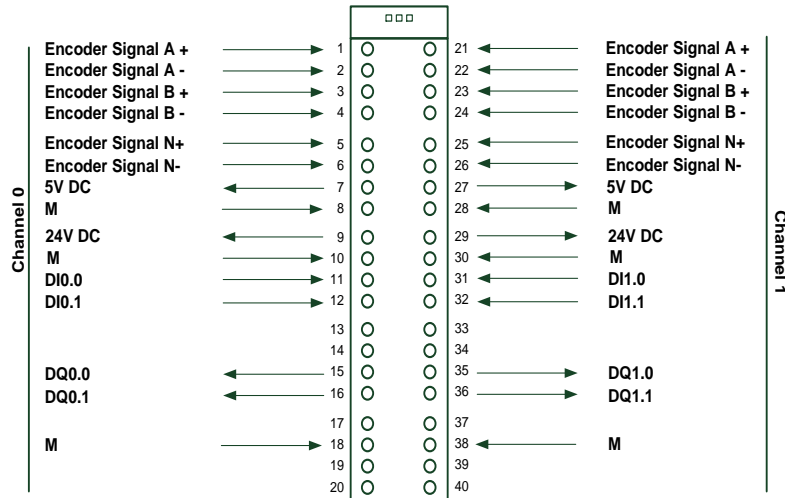 Encoder Signal A + 1 21 Encoder Signal A +
Encoder Signal A - 2 22 Encoder Signal A -
Encoder Signal B + 3 23 Encoder Signal B +
Encoder Signal B - 4 24 Encoder Signal B -
Encoder Signal N+ 5 25 Encoder Signal N+
Encoder Signal N- 6 26 Encoder Signal N-
5V DC 7 27 5V DC
M 8 28 M
24V DC 9 29 24V DC
M 10 30 M
DI0.0 11 31 DI1.0
DI0.1 12 32 DI1.1
13 33
14 34
DQ0.0 15 35 DQ1.0
DQ0.1 16 36 DQ1.1
17 37
M 18 38 M
19 39
20 40
Channel 0
Channel 1